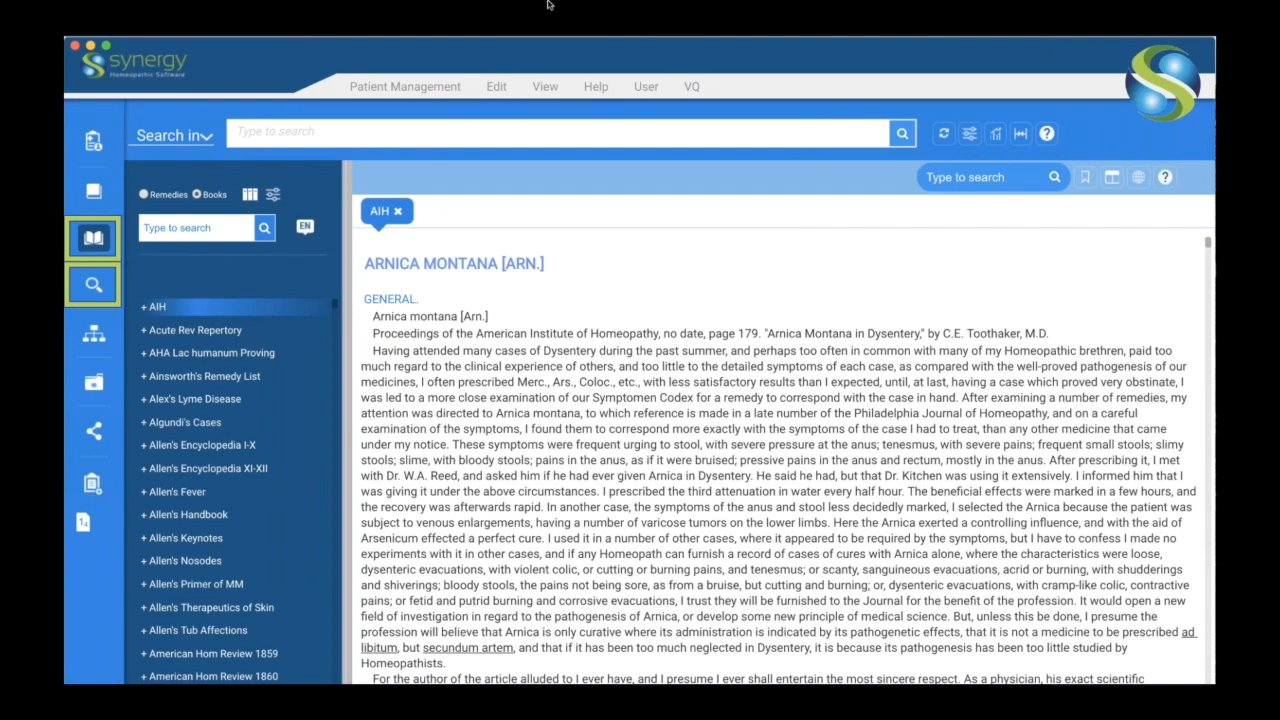 synergy
Homeopathic Software
Patient Management Edit View Help User VQ
Search in Type to search
Type to search
Remedies Books
Type to search EN
AIH
+ AIH
+ Acute Rev Repertory
+ AHA Lac humanum Proving
+ Ainsworth's Remedy List
+ Alex's Lyme Disease
+ Algundi's Cases
+ Allen's Encyclopedia I-X
+ Allen's Encyclopedia XI-XII
+ Allen's Fever
+ Allen's Handbook
+ Allen's Keynotes
+ Allen's Nosodes
+ Allen's Primer of MM
+ Allen's Therapeutics of Skin
+ Allen's Tub Affections
+ American Hom Review 1859
+ American Hom Review 1860
ARNICA MONTANA [ARN.]
GENERAL.
Arnica montana [Arn.]
Proceedings of the American Institute of Homeopathy, no date, page 179. "Arnica Montana in Dysentery," by C.E. Toothaker, M.D.
Having attended many cases of Dysentery during the past summer, and perhaps too often in common with many of my Homeopathic brethren, paid too
much regard to the clinical experience of others, and too little to the detailed symptoms of each case, as compared with the well-proved pathogenesis of our
medicines, I often prescribed Merc., Ars., Coloc., etc., with less satisfactory results than I expected, until, at last, having a case which proved very obstinate, I
was led to a more close examination of our Symptomen Codex for a remedy to correspond with the case in hand. After examining a number of remedies, my
attention was directed to Arnica montana, to which reference is made in a late number of the Philadelphia Journal of Homeopathy, and on a careful
examination of the symptoms, I found them to correspond more exactly with the symptoms of the case I had to treat, than any other medicine that came
under my notice. These symptoms were frequent urging to stool, with severe pressure at the anus; tenesmus, with severe pains; frequent small stools; slimy
stools; slime, with bloody stools; pains in the anus, as if it were bruised; pressive pains in the anus and rectum, mostly in the anus. After prescribing it, I met
with Dr. W.A. Reed, and asked him if he had ever given Arnica in Dysentery. He said he had, but that Dr. Kitchen was using it extensively. I informed him that I
was giving it under the above circumstances. I prescribed the third attenuation in water every half hour. The beneficial effects were marked in a few hours, and
the recovery was afterwards rapid. In another case, the symptoms of the anus and stool less decidedly marked, I selected the Arnica because the patient was
subject to venous enlargements, having a number of varicose tumors on the lower limbs. Here the Arnica exerted a controlling influence, and with the aid of
Arsenicum effected a perfect cure. I used it in a number of other cases, where it appeared to be required by the symptoms, but I have to confess I made no
experiments with it in other cases, and if any Homeopath can furnish a record of cases of cures with Arnica alone, where the characteristics were loose,
dysenteric evacuations, with violent colic, or cutting or burning pains, and tenesmus; or scanty, sanguineous evacuations, acrid or burning, with shudderings
and shiverings; bloody stools, the pains not being sore, as from a bruise, but cutting and burning; or, dysenteric evacuations, with cramp-like colic, contractive
pains; or fetid and putrid burning and corrosive evacuations, I trust they will be furnished to the Journal for the benefit of the profession. It would open a new
field of investigation in regard to the pathogenesis of Arnica, or develop some new principle of medical science. But, unless this be done, I presume the
profession will believe that Arnica is only curative where its administration is indicated by its pathogenetic effects, that it is not a medicine to be prescribed ad
libitum, but secundum artem, and that if it has been too much neglected in Dysentery, it is because its pathogenesis has been too little studied by
Homeopathists.
For the author of the article alluded to I ever have, and I presume I ever shall entertain the most sincere respect. As a physician, his exact scientific